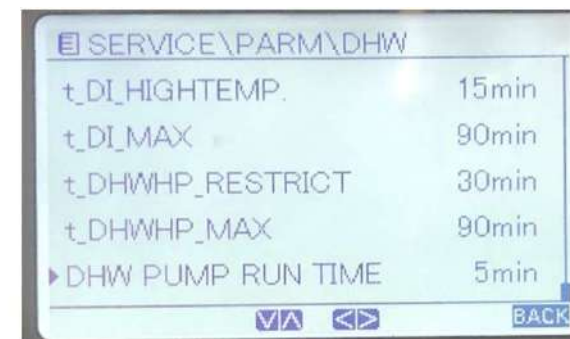 SERVICE\PARM\DHW
t_DI_HIGHTEMP. 15min
t_DI_MAX 90min
t_DHWHP_RESTRICT 30min
t_DHWHP_MAX 90min
DHW PUMP RUN TIME 5min
BACK